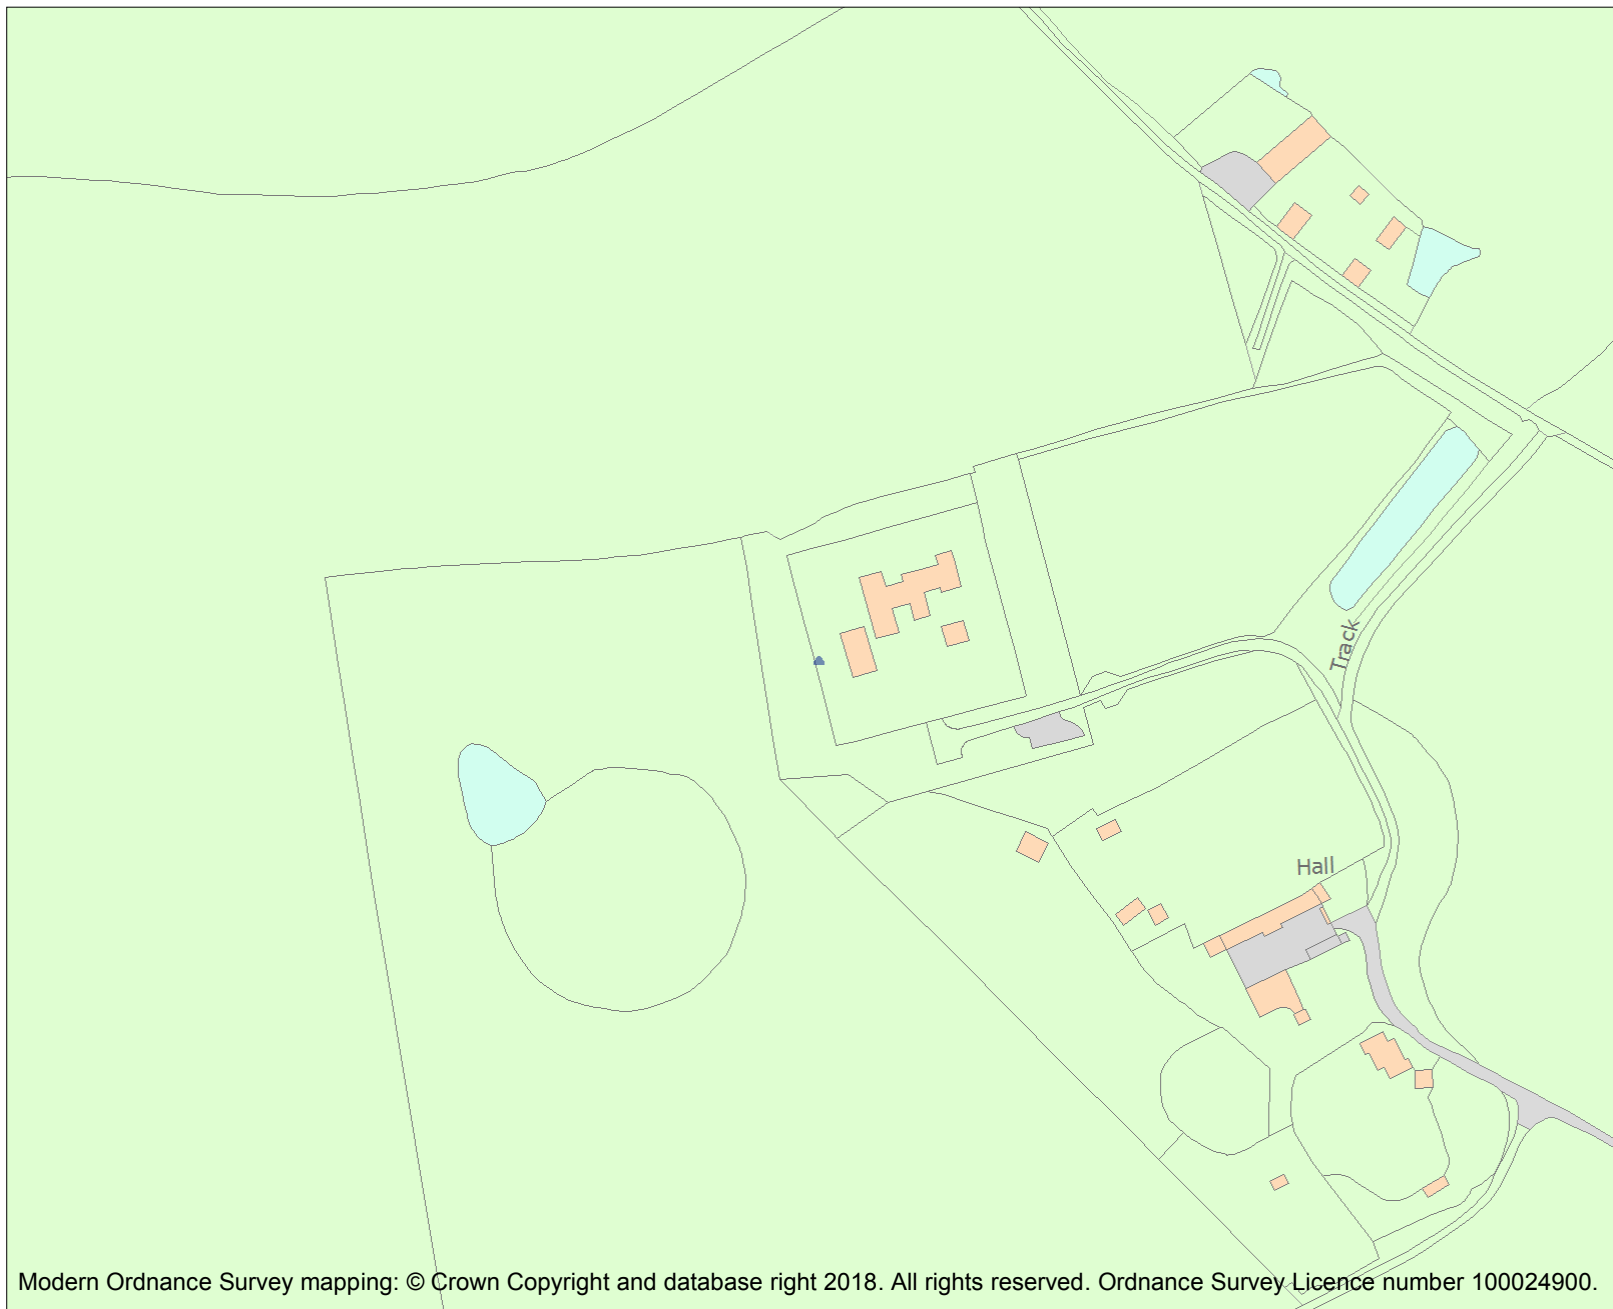 Track
Hall
Modern Ordnance Survey mapping: © Crown Copyright and database right 2018. All rights reserved. Ordnance Survey Licence number 100024900.